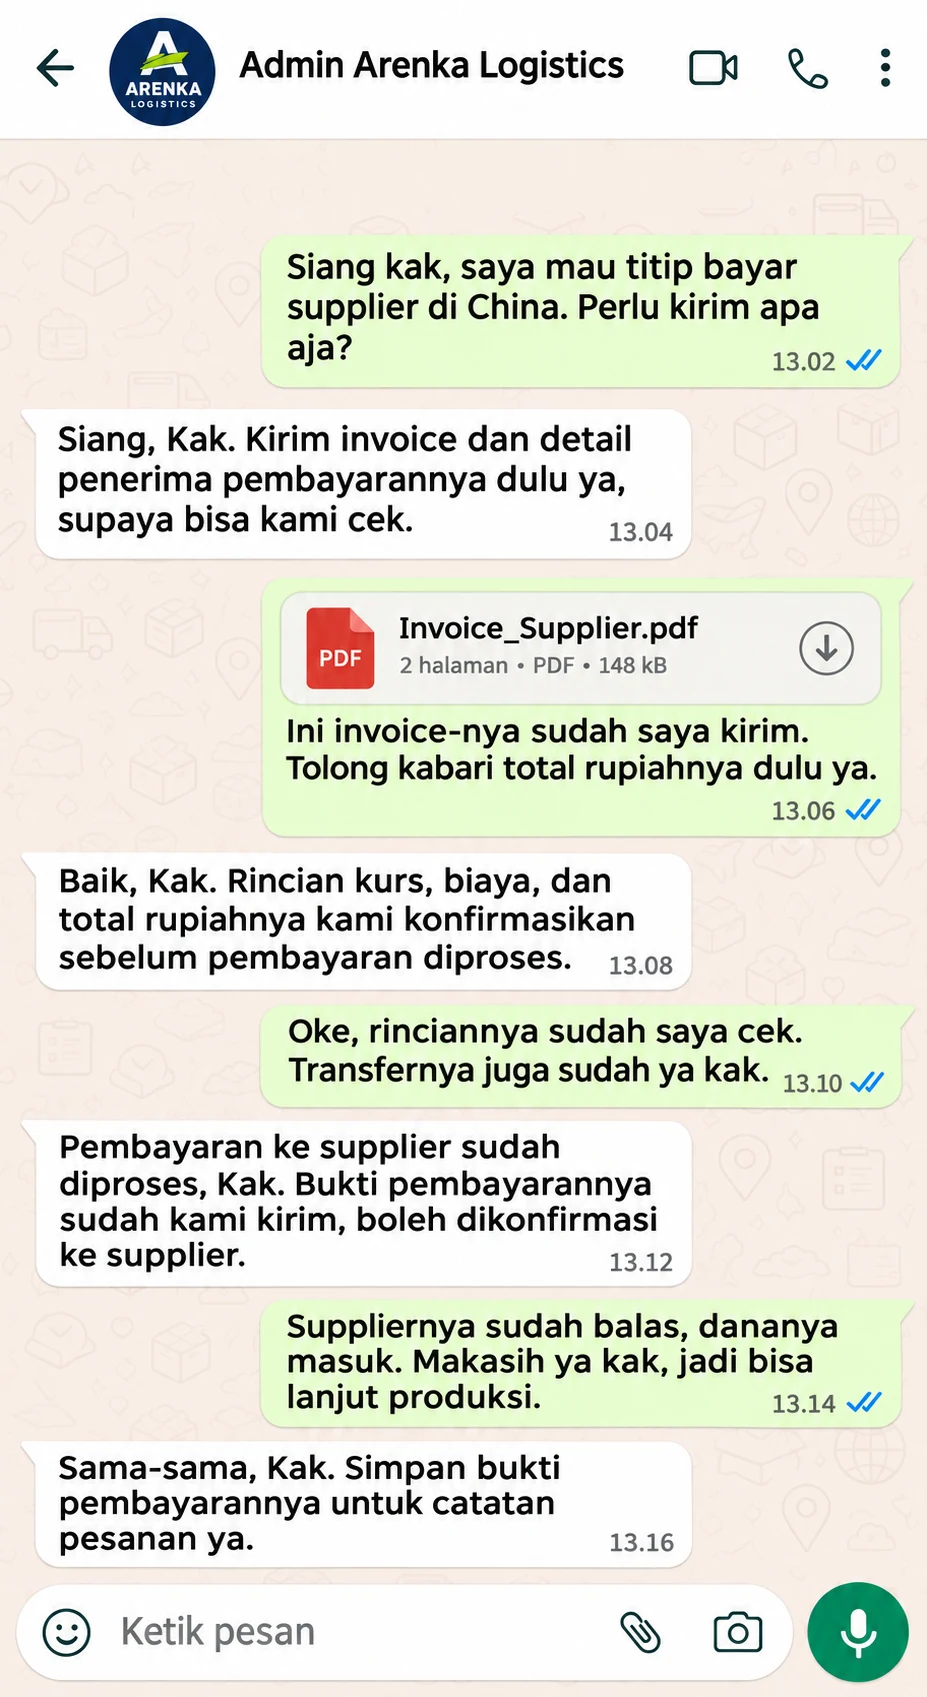 ARENKA
LOGISTICS
Admin Arenka Logistics
Siang kak, saya mau titip bayar
supplier di China. Perlu kirim apa
aja?
13.02
Siang, Kak. Kirim invoice dan detail
penerima pembayarannya dulu ya,
supaya bisa kami cek.
13.04
PDF
Invoice_Supplier.pdf
2 halaman • PDF • 148 kB
Ini invoice-nya sudah saya kirim.
Tolong kabari total rupiahnya dulu ya.
13.06
Baik, Kak. Rincian kurs, biaya, dan
total rupiahnya kami konfirmasikan
sebelum pembayaran diproses.
13.08
Oke, rinciannya sudah saya cek.
Transfernya juga sudah ya kak.
13.10
Pembayaran ke supplier sudah
diproses, Kak. Bukti pembayarannya
sudah kami kirim, boleh dikonfirmasi
ke supplier.
13.12
Suppliernya sudah balas, dananya
masuk. Makasih ya kak, jadi bisa
lanjut produksi.
13.14
Sama-sama, Kak. Simpan bukti
pembayarannya untuk catatan
pesanan ya.
13.16
Ketik pesan